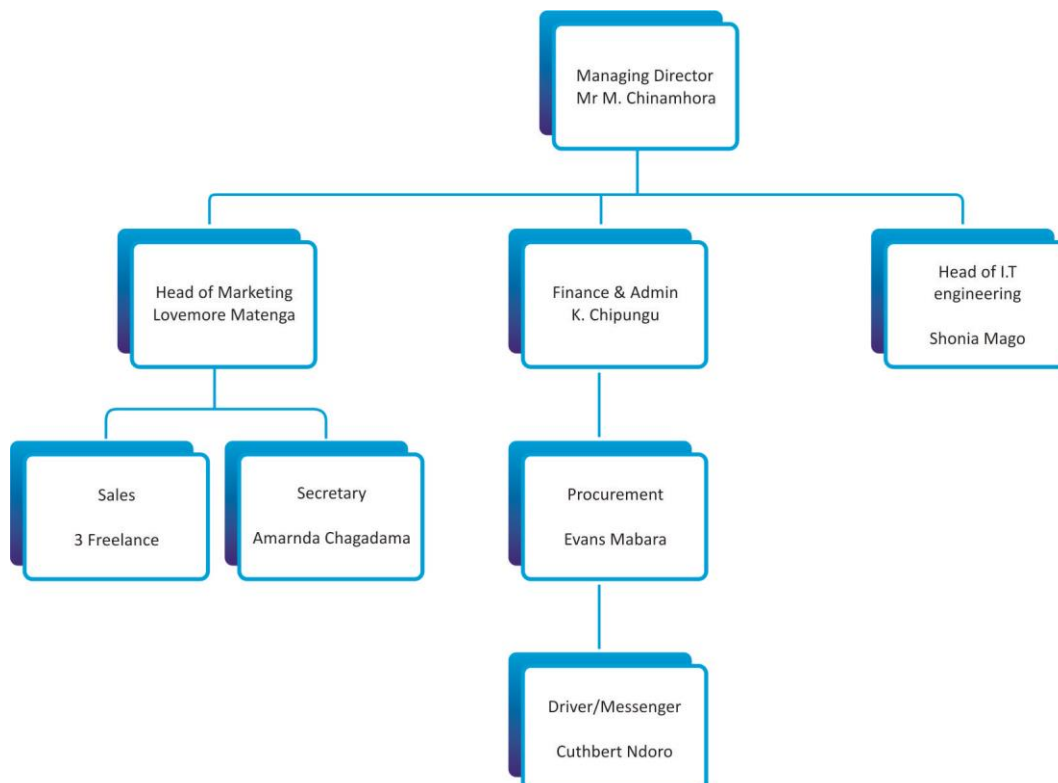 Managing Director
Mr M. Chinamhora
Head of Marketing
Lovemore Matenga
Finance & Admin
K. Chipungu
Head of I.T
engineering
Shonia Mago
Sales
3 Freelance
Secretary
Amarnda Chagadama
Procurement
Evans Mabara
Driver/Messenger
Cuthbert Ndoro